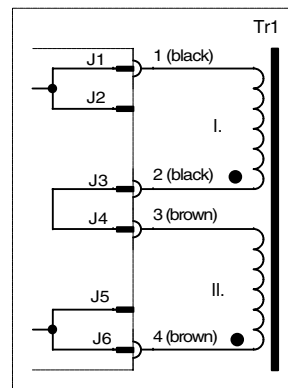 Tr1
J1
1 (black)
J2
I.
J3
2 (black)
J4
3 (brown)
J5
II.
J6
4 (brown)